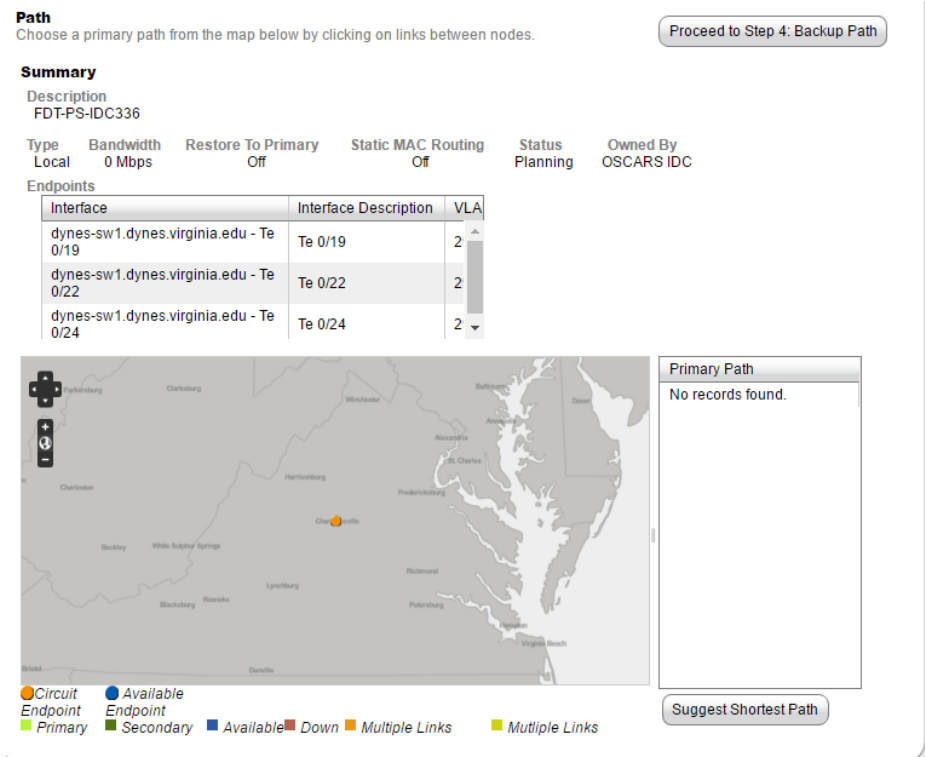 Path
Choose a primary path from the map below by clicking on links between nodes.
Proceed to Step 4: Backup Path
Summary
Description
FDT-PS-IDC336
Type Bandwidth Restore To Primary Static MAC Routing Status Owned By
Local 0 Mbps Off Off Planning OSCARS IDC
Endpoints
Interface Interface Description VLA
dynes-sw1.dynes.virginia.edu - Te
0/19
Te 0/19
2
dynes-sw1.dynes.virginia.edu - Te
0/22
Te 0/22
2
dynes-sw1.dynes.virginia.edu - Te
0/24
Te 0/24
2
Parkersburg
Clarksburg
Winchester
Baltimore
Dover
Annapolis
Alexandria
St. Charles
Charleston
Harrisonburg
Fredericksburg
Beckley
White Sulphur Springs
Richmond
Lynchburg
Blacksburg
Roanoke
Petersburg
Hampton
Virginia Beach
Bristol
Danville
Primary Path
No records found.
Circuit
Endpoint
Available
Endpoint
Primary Secondary Available Down Multiple Links Mutliple Links
Suggest Shortest Path